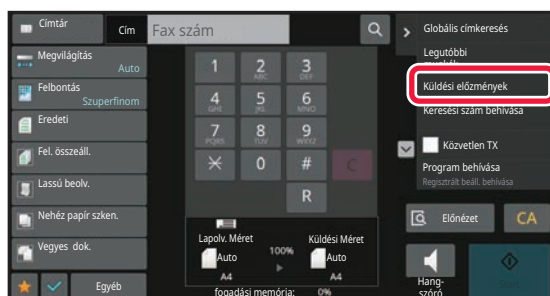 Címtár
Cím
Fax szám
Globális címkeresés
Megvilágítás
Auto
Felbontás
Szuperfinom
Eredeti
Fel. összeáll.
Lassú beolv.
Nehéz papír szken.
Vegyes dok.
Egyéb
1
2
ABC
3
DEF
4
GHI
5
JKL
6
MNO
7
PQRS
8
TUV
9
WXYZ
0
#
C
R
Lapolv. Méret
Küldési Méret
100%
Auto
Auto
A4
A4
fogadási memória: 0%
Legutóbbi
Küldési előzmények
Keresési szám behívása
Közvetlen TX
Program behívása
Regisztrált beáll. behívása
Előnézet
CA
Hang-
szóró
Start